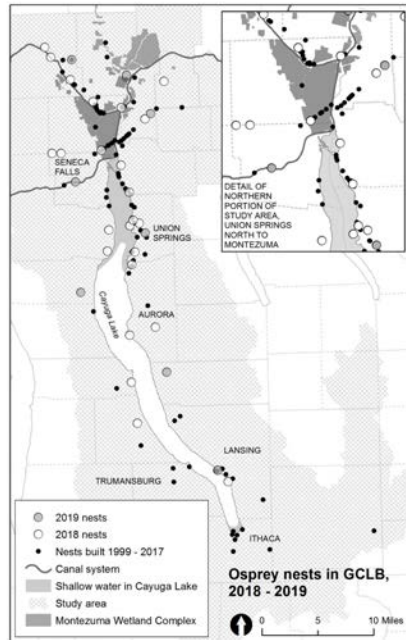 SENECA
FALLS
UNION
SPRINGS
Cayuga Lake
AURORA
LANSING
TRUMANSBURG
ITHACA
DETAIL OF
NORTHERN
PORTION OF
STUDY AREA,
UNION SPRINGS
NORTH TO
MONTEZUMA
2019 nests
2018 nests
Nests built 1999 - 2017
Canal system
Shallow water in Cayuga Lake
Study area
Montezuma Wetland Complex
Osprey nests in GCLB,
2018 - 2019
0 5 10 Miles